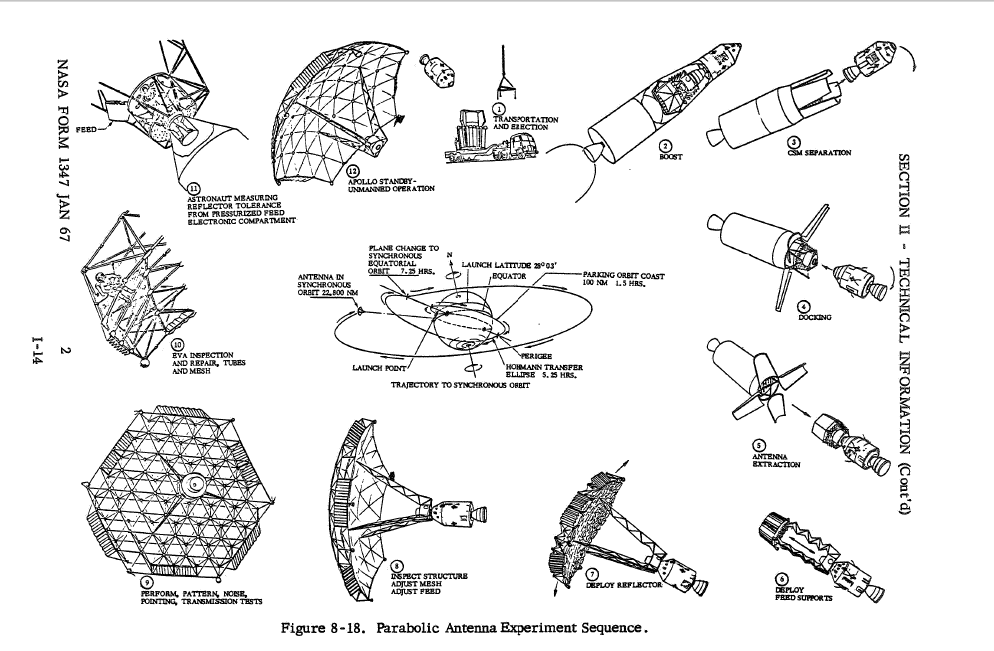 NASA FORM 1347 JAN 67
SECTION II - TECHNICAL INFORMATION (Cont'd)
1
TRANSPORTATION
AND ERECTION
2
BOOST
3
CSM SEPARATION
4
DOCKING
5
ANTENNA
EXTRACTION
6
DEPLOY
FEED SUPPORTS
7
DEPLOY REFLECTOR
8
INSPECT STRUCTURE
ADJUST MESH
ADJUST FEED
9
PERFORM, PATTERN, NOISE,
POINTING, TRANSMISSION TESTS
10
EVA INSPECTION
AND REPAIR, TUBES
AND MESH
FEED
11
ASTRONAUT MEASURING
REFLECTOR TOLERANCE
FROM PRESSURIZED FEED
ELECTRONIC COMPARTMENT
12
APOLLO STANDBY-
UNMANNED OPERATION
PLANE CHANGE TO
SYNCHRONOUS
EQUATORIAL
ORBIT 7.25 HRS.
N
LAUNCH LATITUDE 28° 03'
EQUATOR
PARKING ORBIT COAST
100 NM 1.5 HRS.
ANTENNA IN
SYNCHRONOUS
ORBIT 22,800 NM
LAUNCH POINT
PERIGEE
HOHMANN TRANSFER
ELLIPSE 5.25 HRS.
TRAJECTORY TO SYNCHRONOUS ORBIT
Figure 8-18. Parabolic Antenna Experiment Sequence.
2
I-14